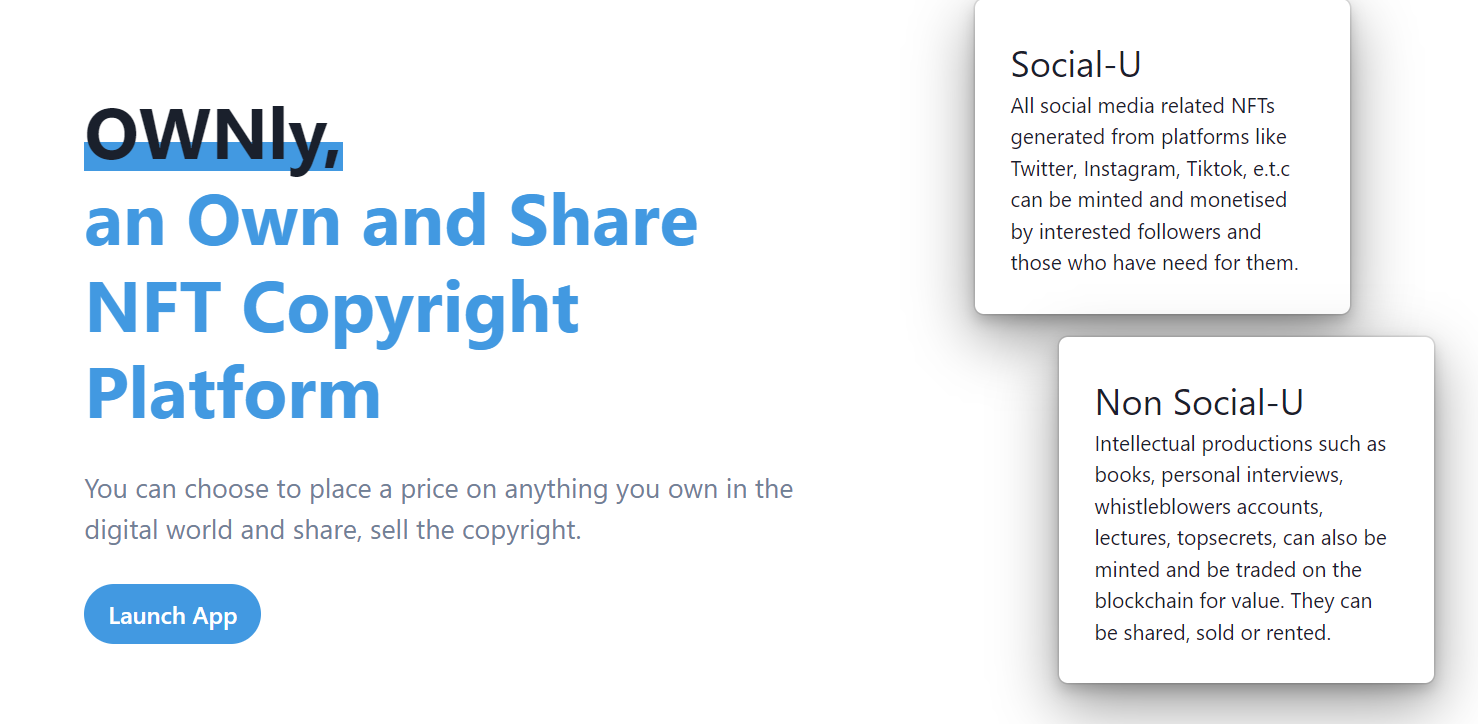 OWNly,
an Own and Share
NFT Copyright
Platform
You can choose to place a price on anything you own in the
digital world and share, sell the copyright.
Launch App
Social-U
All social media related NFTs
generated from platforms like
Twitter, Instagram, Tiktok, e.t.c
can be minted and monetised
by interested followers and
those who have need for them.
Non Social-U
Intellectual productions such as
books, personal interviews,
whistleblowers accounts,
lectures, topsecrets, can also be
minted and be traded on the
blockchain for value. They can
be shared, sold or rented.